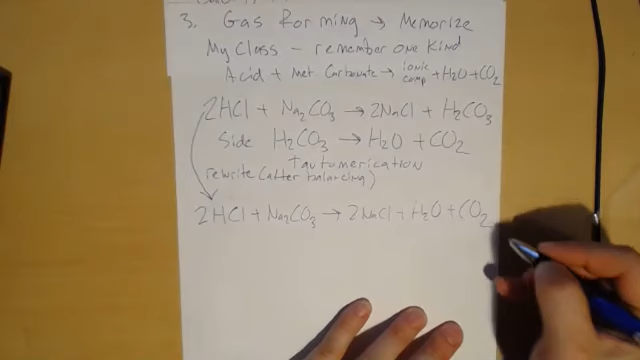 3. Gas Forming → Memorize
My Class - remember one Kind
Acid + Met. Carbonate → ionic comp + H₂O + CO₂
2HCl + Na₂CO₃ → 2NaCl + H₂CO₃
Side H₂CO₃ → H₂O + CO₂
Tautomerication
rewrite (after balancing)
2HCl + Na₂CO₃ → 2NaCl + H₂O + CO₂